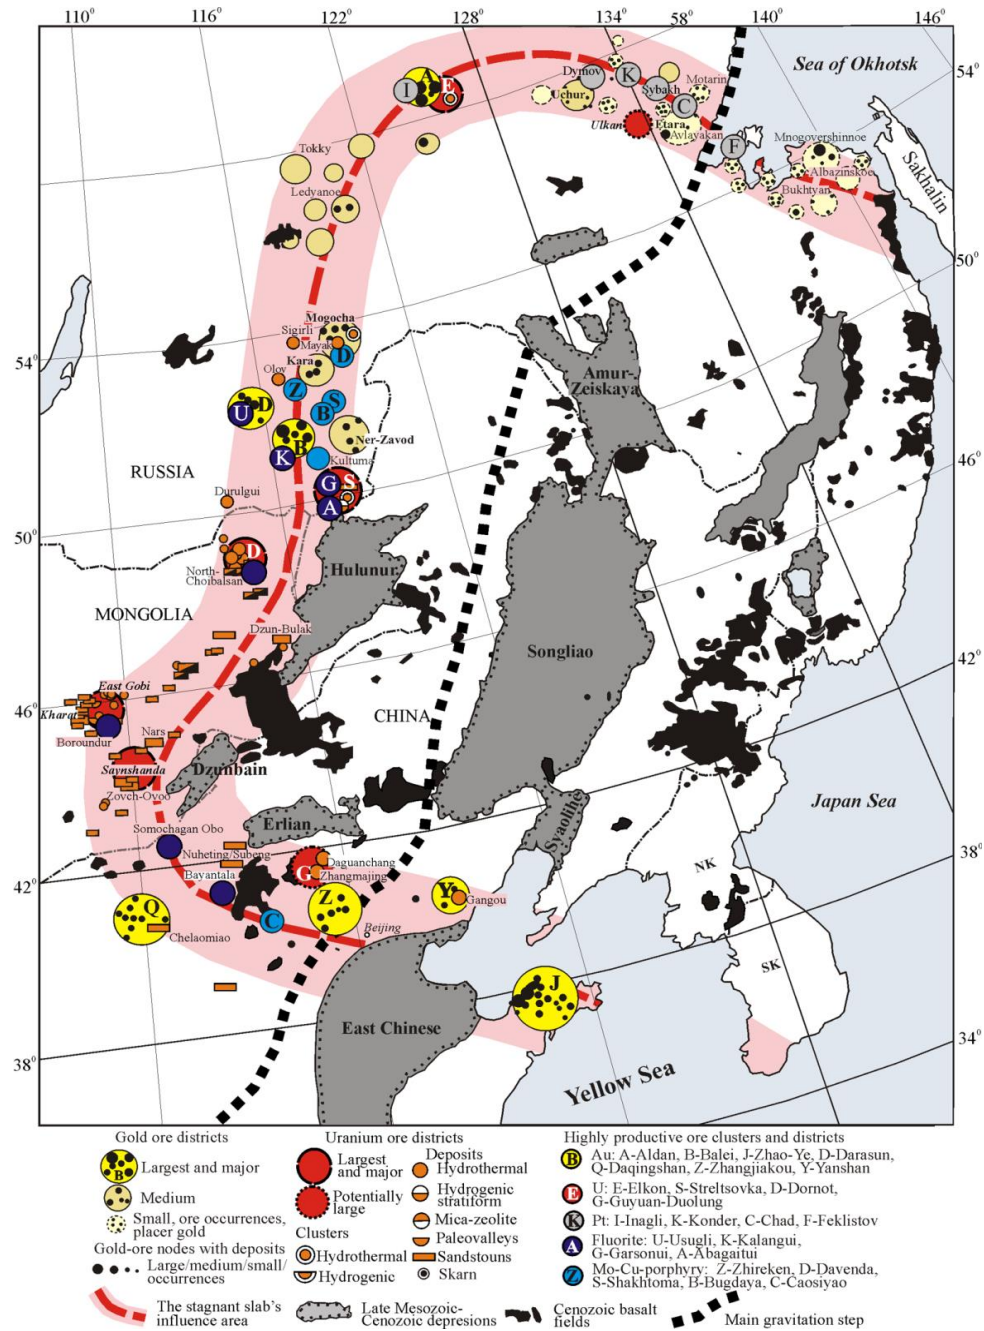 110° 116° 122° 128° 134° 58° 140° 146°
Sea of Okhotsk
54°
Dymov K
Sybakh
Motarin
I A E
Uchur
C
Ulkan
Etara
Avlayakan
F
Mnogovershinnoe
Albazinskoe
Bukhtyan
Sakhalin
Tokky
Ledyanoe
50°
Mogocha
Sigirli
Mayak
D
54°
Kara
Olov
Z
S
B
U D
B
Ner-Zavod
K
Kultuma
G S
A
Amur-
Zeiskaya
46°
RUSSIA
Durulgui
50°
D
North-
Choibalsan
Hulunur
MONGOLIA
Dzun-Bulak
Songliao
42°
East Gobi
46°
Kharat
CHINA
Boroundur
Nars
Saynshanda
Dzunbain
Zovch-Ovoo
Japan Sea
Somochagan Obo
Erlian
Syaolihe
38°
Nuheting/Subeng
Daguanchang
G
Zhangmajing
NK
42°
Bayantala
Z
Y
Gangou
Q
C
Chelaomiao
Beijing
SK
J
East Chinese
34°
38°
Yellow Sea
Gold ore districts
B
Largest and major
Medium
Small, ore occurrences,
placer gold
Gold-ore nodes with deposits
Large/medium/small/
occurrences
The stagnant slab's
influence area
Uranium ore districts
Largest
and major
Potentially
large
Clusters
Hydrothermal
Hydrogenic
Deposits
Hydrothermal
Hydrogenic
stratiform
Mica-zeolite
Paleovalleys
Sandstouns
Skarn
Late Mesozoic-
Cenozoic depresions
Cenozoic basalt
fields
Highly productive ore clusters and districts
B Au: A-Aldan, B-Balei, J-Zhao-Ye, D-Darasun,
Q-Daqingshan, Z-Zhangjiakou, Y-Yanshan
E U: E-Elkon, S-Streltsovka, D-Dornot,
G-Guyuan-Duolung
K Pt: I-Inagli, K-Konder, C-Chad, F-Feklistov
A Fluorite: U-Usugli, K-Kalangui,
G-Garsonui, A-Abagaitui
Z Mo-Cu-porphyry: Z-Zhireken, D-Davenda,
S-Shakhtoma, B-Bugdaya, C-Caosiyao
Main gravitation step